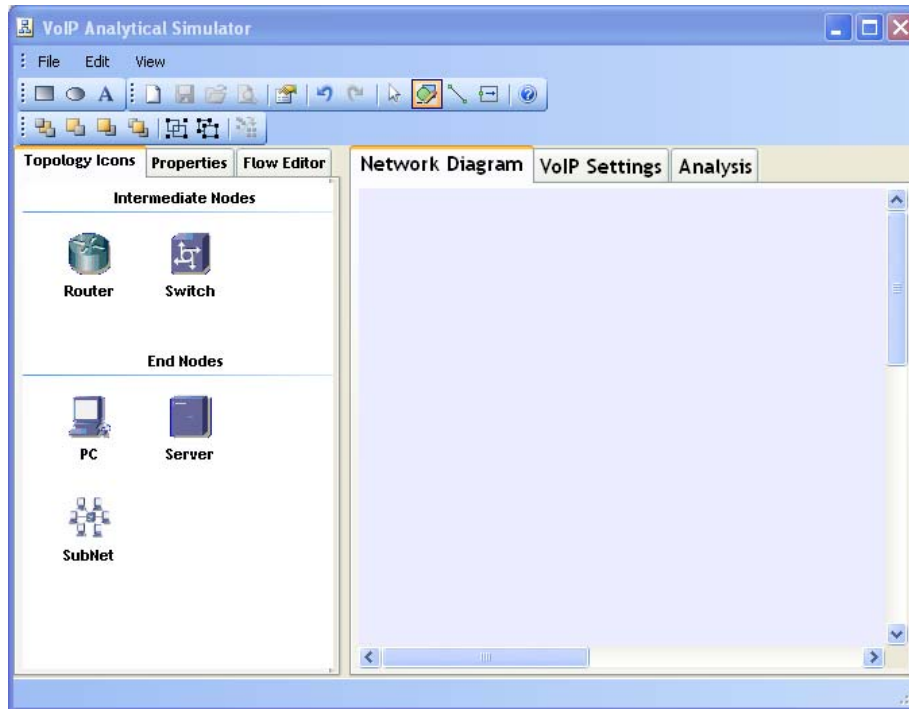 VoIP Analytical Simulator
File Edit View
A
Topology Icons Properties Flow Editor
Network Diagram VoIP Settings Analysis
Intermediate Nodes
Router Switch
End Nodes
PC Server
SubNet